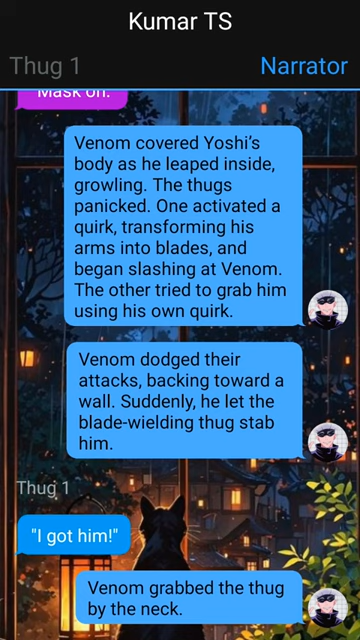 Kumar TS
Thug 1
Narrator
Mask on.
Venom covered Yoshi's
body as he leaped inside,
growling. The thugs
panicked. One activated a
quirk, transforming his
arms into blades, and
began slashing at Venom.
The other tried to grab him
using his own quirk.
Venom dodged their
attacks, backing toward a
wall. Suddenly, he let the
blade-wielding thug stab
him.
Thug 1
"I got him!"
Venom grabbed the thug
by the neck.